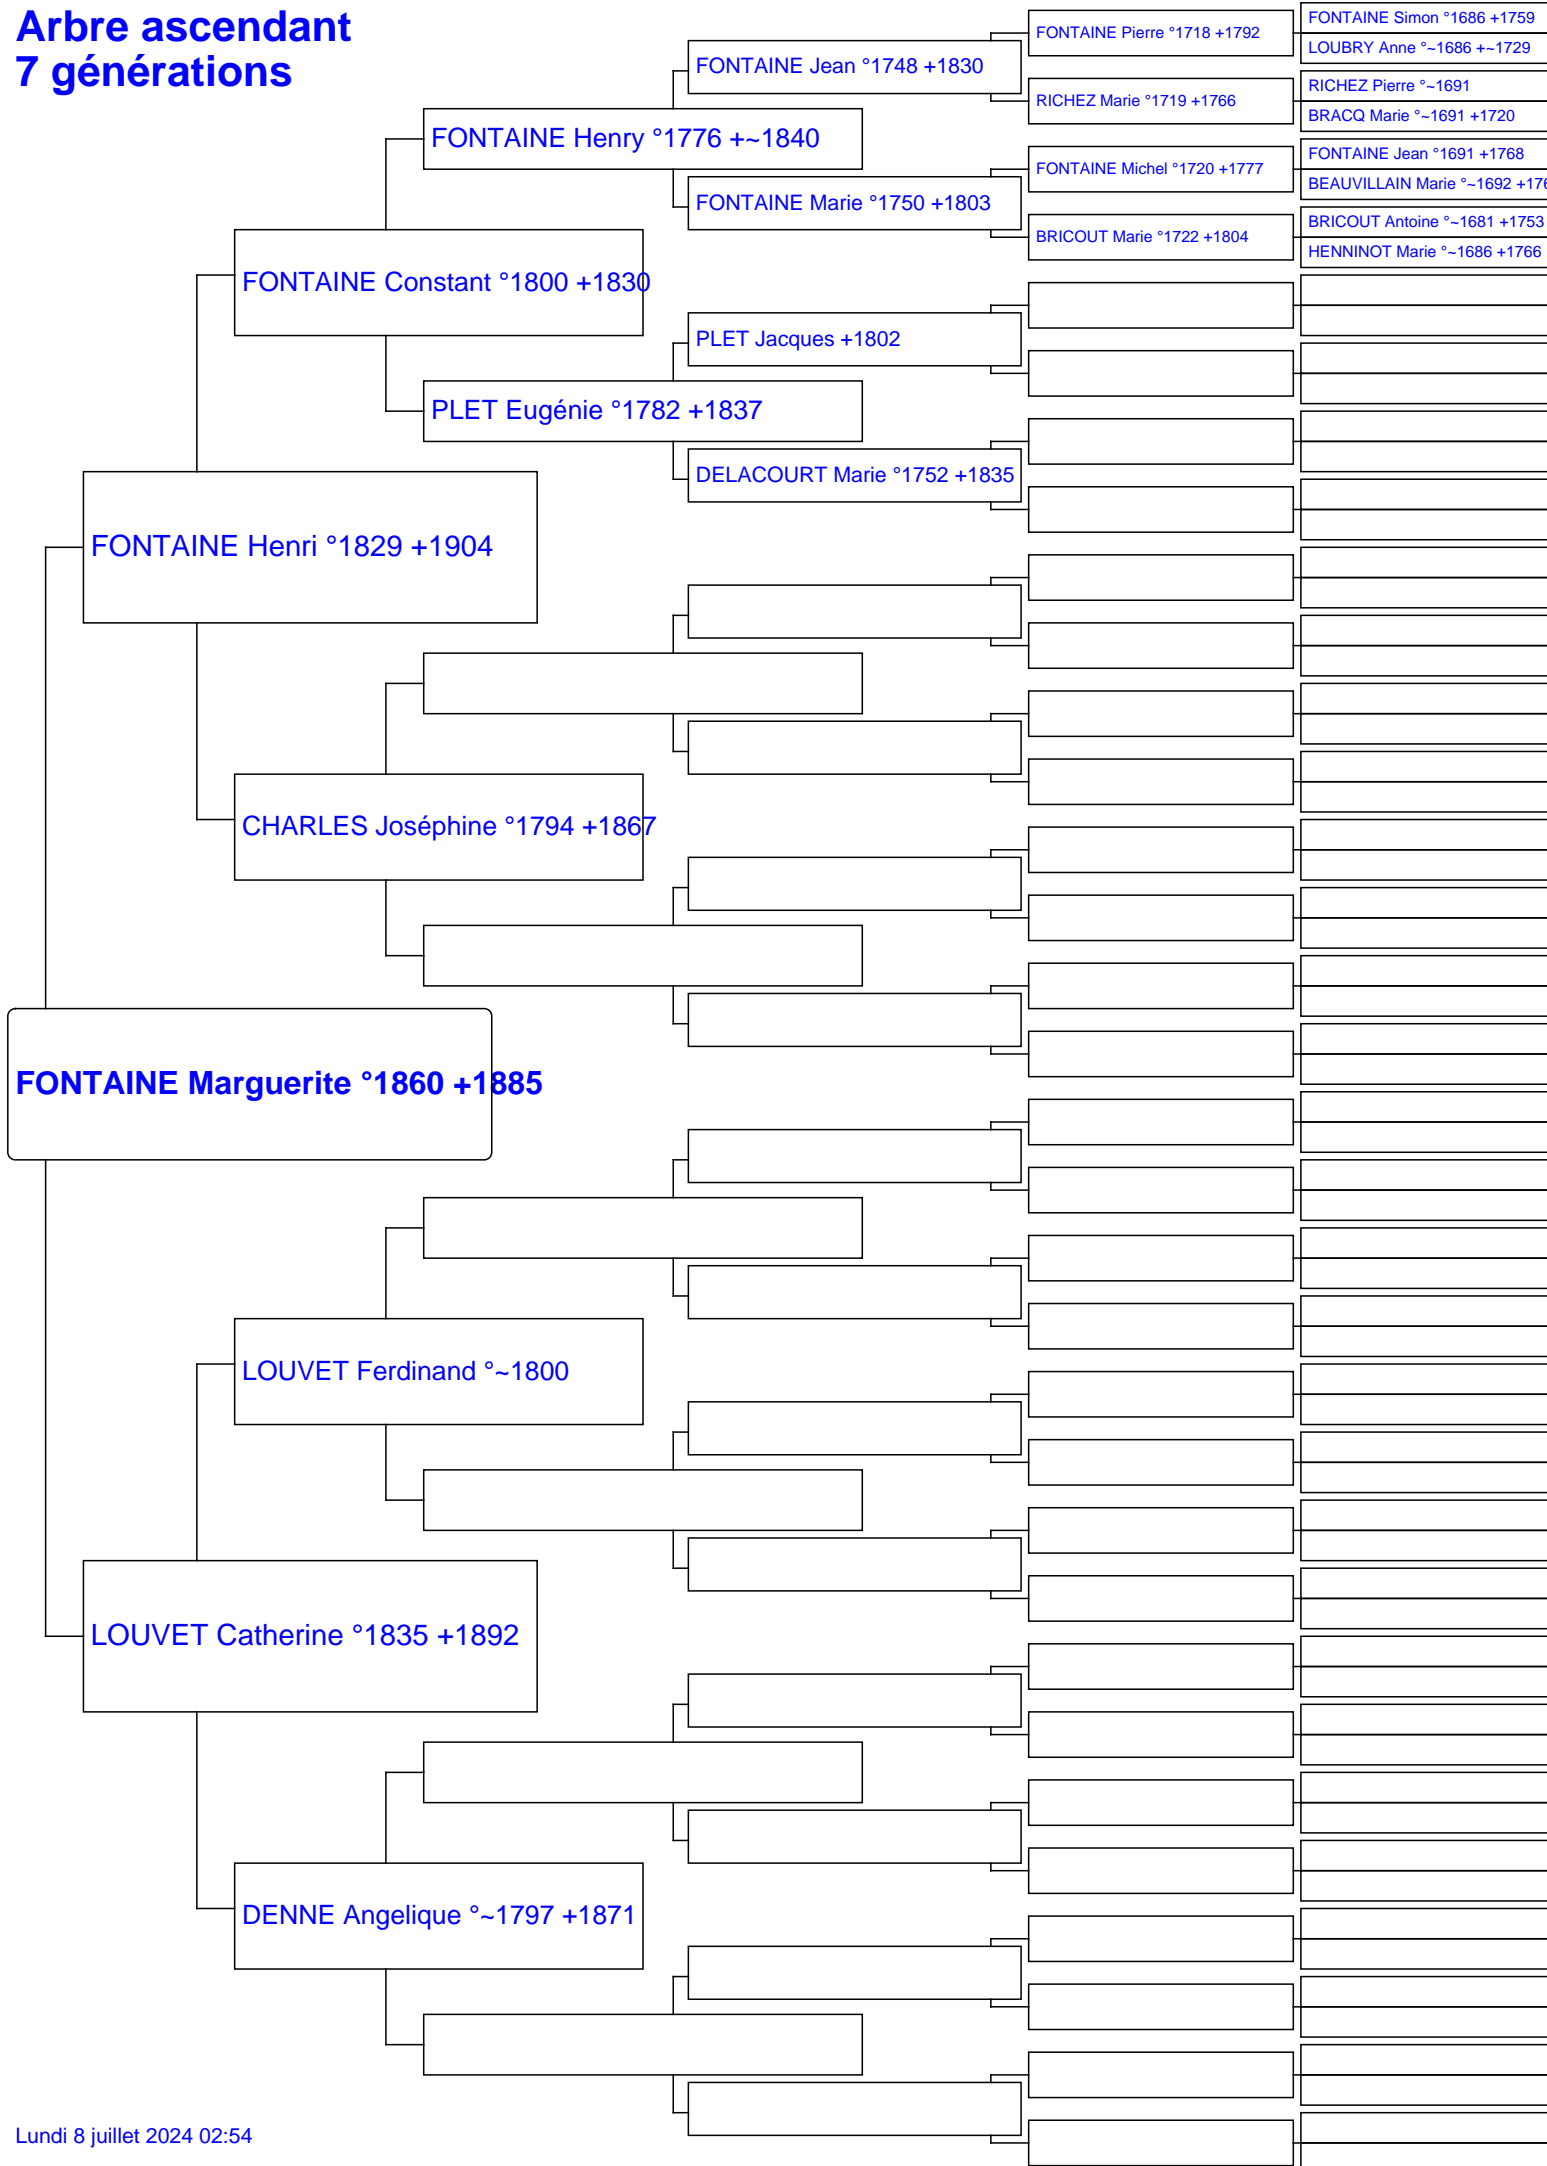 Arbre ascendant
7 générations
FONTAINE Marguerite °1860 +1885
FONTAINE Henri °1829 +1904
LOUVET Catherine °1835 +1892
FONTAINE Constant °1800 +1830
CHARLES Joséphine °1794 +1867
LOUVET Ferdinand °~1800
DENNE Angelique °~1797 +1871
FONTAINE Henry °1776 +~1840
PLET Eugénie °1782 +1837
FONTAINE Jean °1748 +1830
FONTAINE Marie °1750 +1803
PLET Jacques +1802
DELACOURT Marie °1752 +1835
FONTAINE Pierre °1718 +1792
RICHEZ Marie °1719 +1766
FONTAINE Michel °1720 +1777
BRICOUT Marie °1722 +1804
FONTAINE Simon °1686 +1759
LOUBRY Anne °~1686 +~1729
RICHEZ Pierre °~1691
BRACQ Marie °~1691 +1720
FONTAINE Jean °1691 +1768
BEAUVILLAIN Marie °~1692
BRICOUT Antoine °~1681 +1753
HENNINOT Marie °~1686 +1766
Lundi 8 juillet 2024 02:54